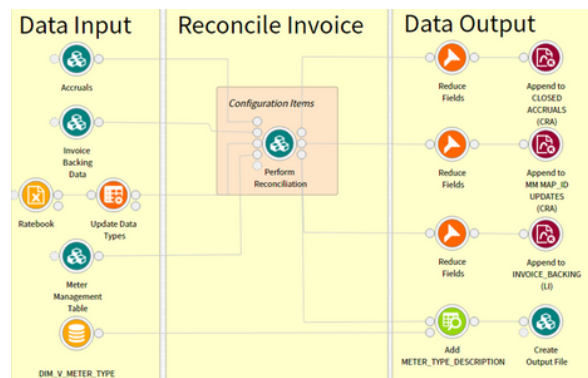 Data Input
Reconcile Invoice
Data Output
Accruals
Invoice
Backing
Data
Ratebook
Update Data
Types
Meter
Management
Table
DIM_V_METER_TYPE
Configuration Items
Perform
Reconciliation
Reduce
Fields
Append to
CLOSED
ACCRUALS
(CRA)
Reduce
Fields
Append to
MM MAP_ID
UPDATES
(CRA)
Reduce
Fields
Append to
INVOICE_BACKING
(LI)
Add
METER_TYPE_DESCRIPTION
Create
Output File